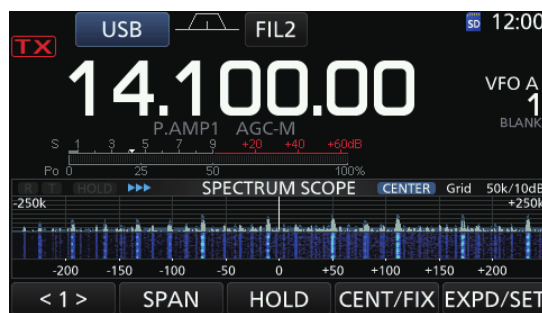 USB FIL2 SD 12:00
TX
14.100.00 VFO A
1
P.AMP1 AGC-M BLANK
S 1 3 5 7 9 +20 +40 +60dB
Po 0 25 50 100%
R T HOLD SPECTRUM SCOPE CENTER Grid 50k/10dB
-250k +250k
-200 -150 -100 -50 0 +50 +100 +150 +200
< 1 > SPAN HOLD CENT/FIX EXPD/SET